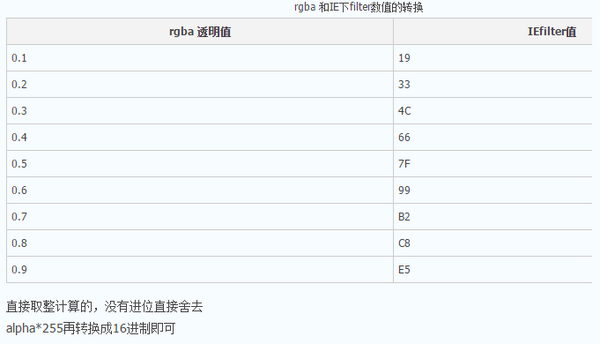 rgba 和IE下filter数值的转换
rgba 透明值 IEfilter值
0.1 19
0.2 33
0.3 4C
0.4 66
0.5 7F
0.6 99
0.7 B2
0.8 C8
0.9 E5
直接取整计算的，没有进位直接舍去
alpha*255再转换成16进制即可